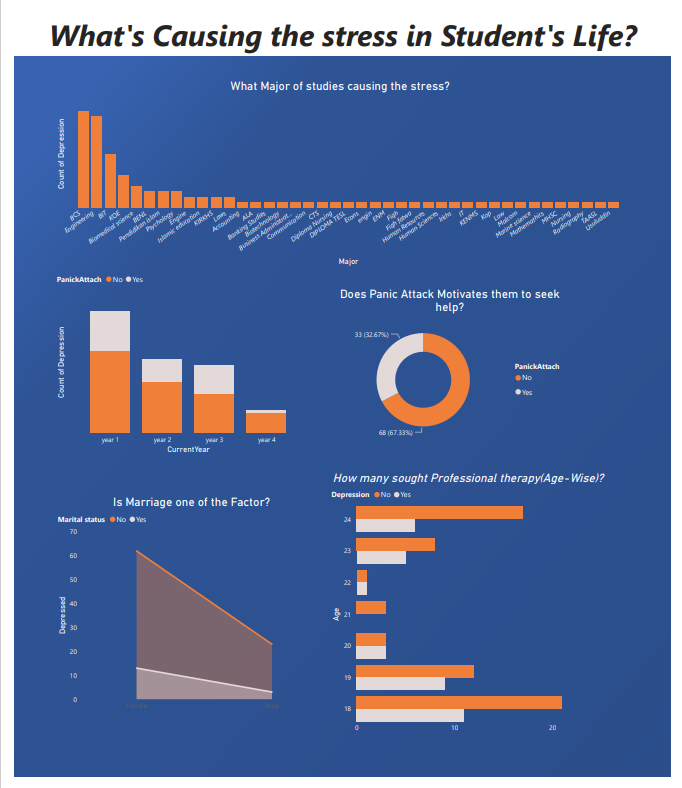 What's Causing the stress in Student's Life?
What Major of studies causing the stress?
Count of Depression
BCS
Engineering
BIT
KOE
Biomedical science
BENL
Pendidikan islam
Psychology
Engine
Islamic education
KIRKHS
Laws
Accounting
ALA
Banking Studies
Biotechnology
Business Administrat...
Communication
CTS
Diploma Nursing
DIPLOMA TESL
Econs
engin
ENM
Fiqh
Fiqh fatwa
Human Resources
Human Sciences
Irkhs
IT
KENMS
Kop
Law
Malcom
Marine science
Mathemathics
MHSC
Nursing
Radiography
TAASL
Usuluddin
Major
PanickAttach No Yes
Count of Depression
year 1
year 2
year 3
year 4
CurrentYear
Does Panic Attack Motivates them to seek
help?
33 (32.67%)
68 (67.33%)
PanickAttach
No
Yes
Is Marriage one of the Factor?
Marital status No Yes
Depressed
70
60
50
40
30
20
10
0
How many sought Professional therapy(Age-Wise)?
Depression No Yes
Age
24
23
22
21
20
19
18
0
10
20